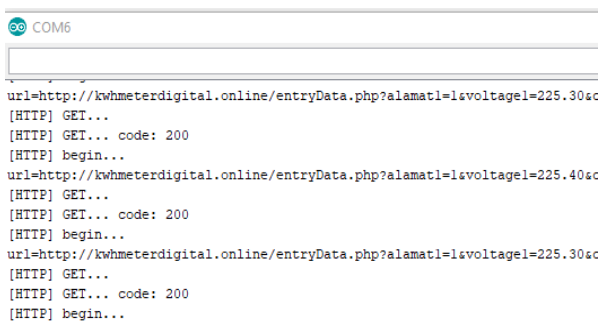 COM6
url=http://kwhmeterdigital.online/entryData.php?alamat1=1&voltage1=225.30&c
[HTTP] GET...
[HTTP] GET... code: 200
[HTTP] begin...
url=http://kwhmeterdigital.online/entryData.php?alamat1=1&voltage1=225.40&c
[HTTP] GET...
[HTTP] GET... code: 200
[HTTP] begin...
url=http://kwhmeterdigital.online/entryData.php?alamat1=1&voltage1=225.30&c
[HTTP] GET...
[HTTP] GET... code: 200
[HTTP] begin...